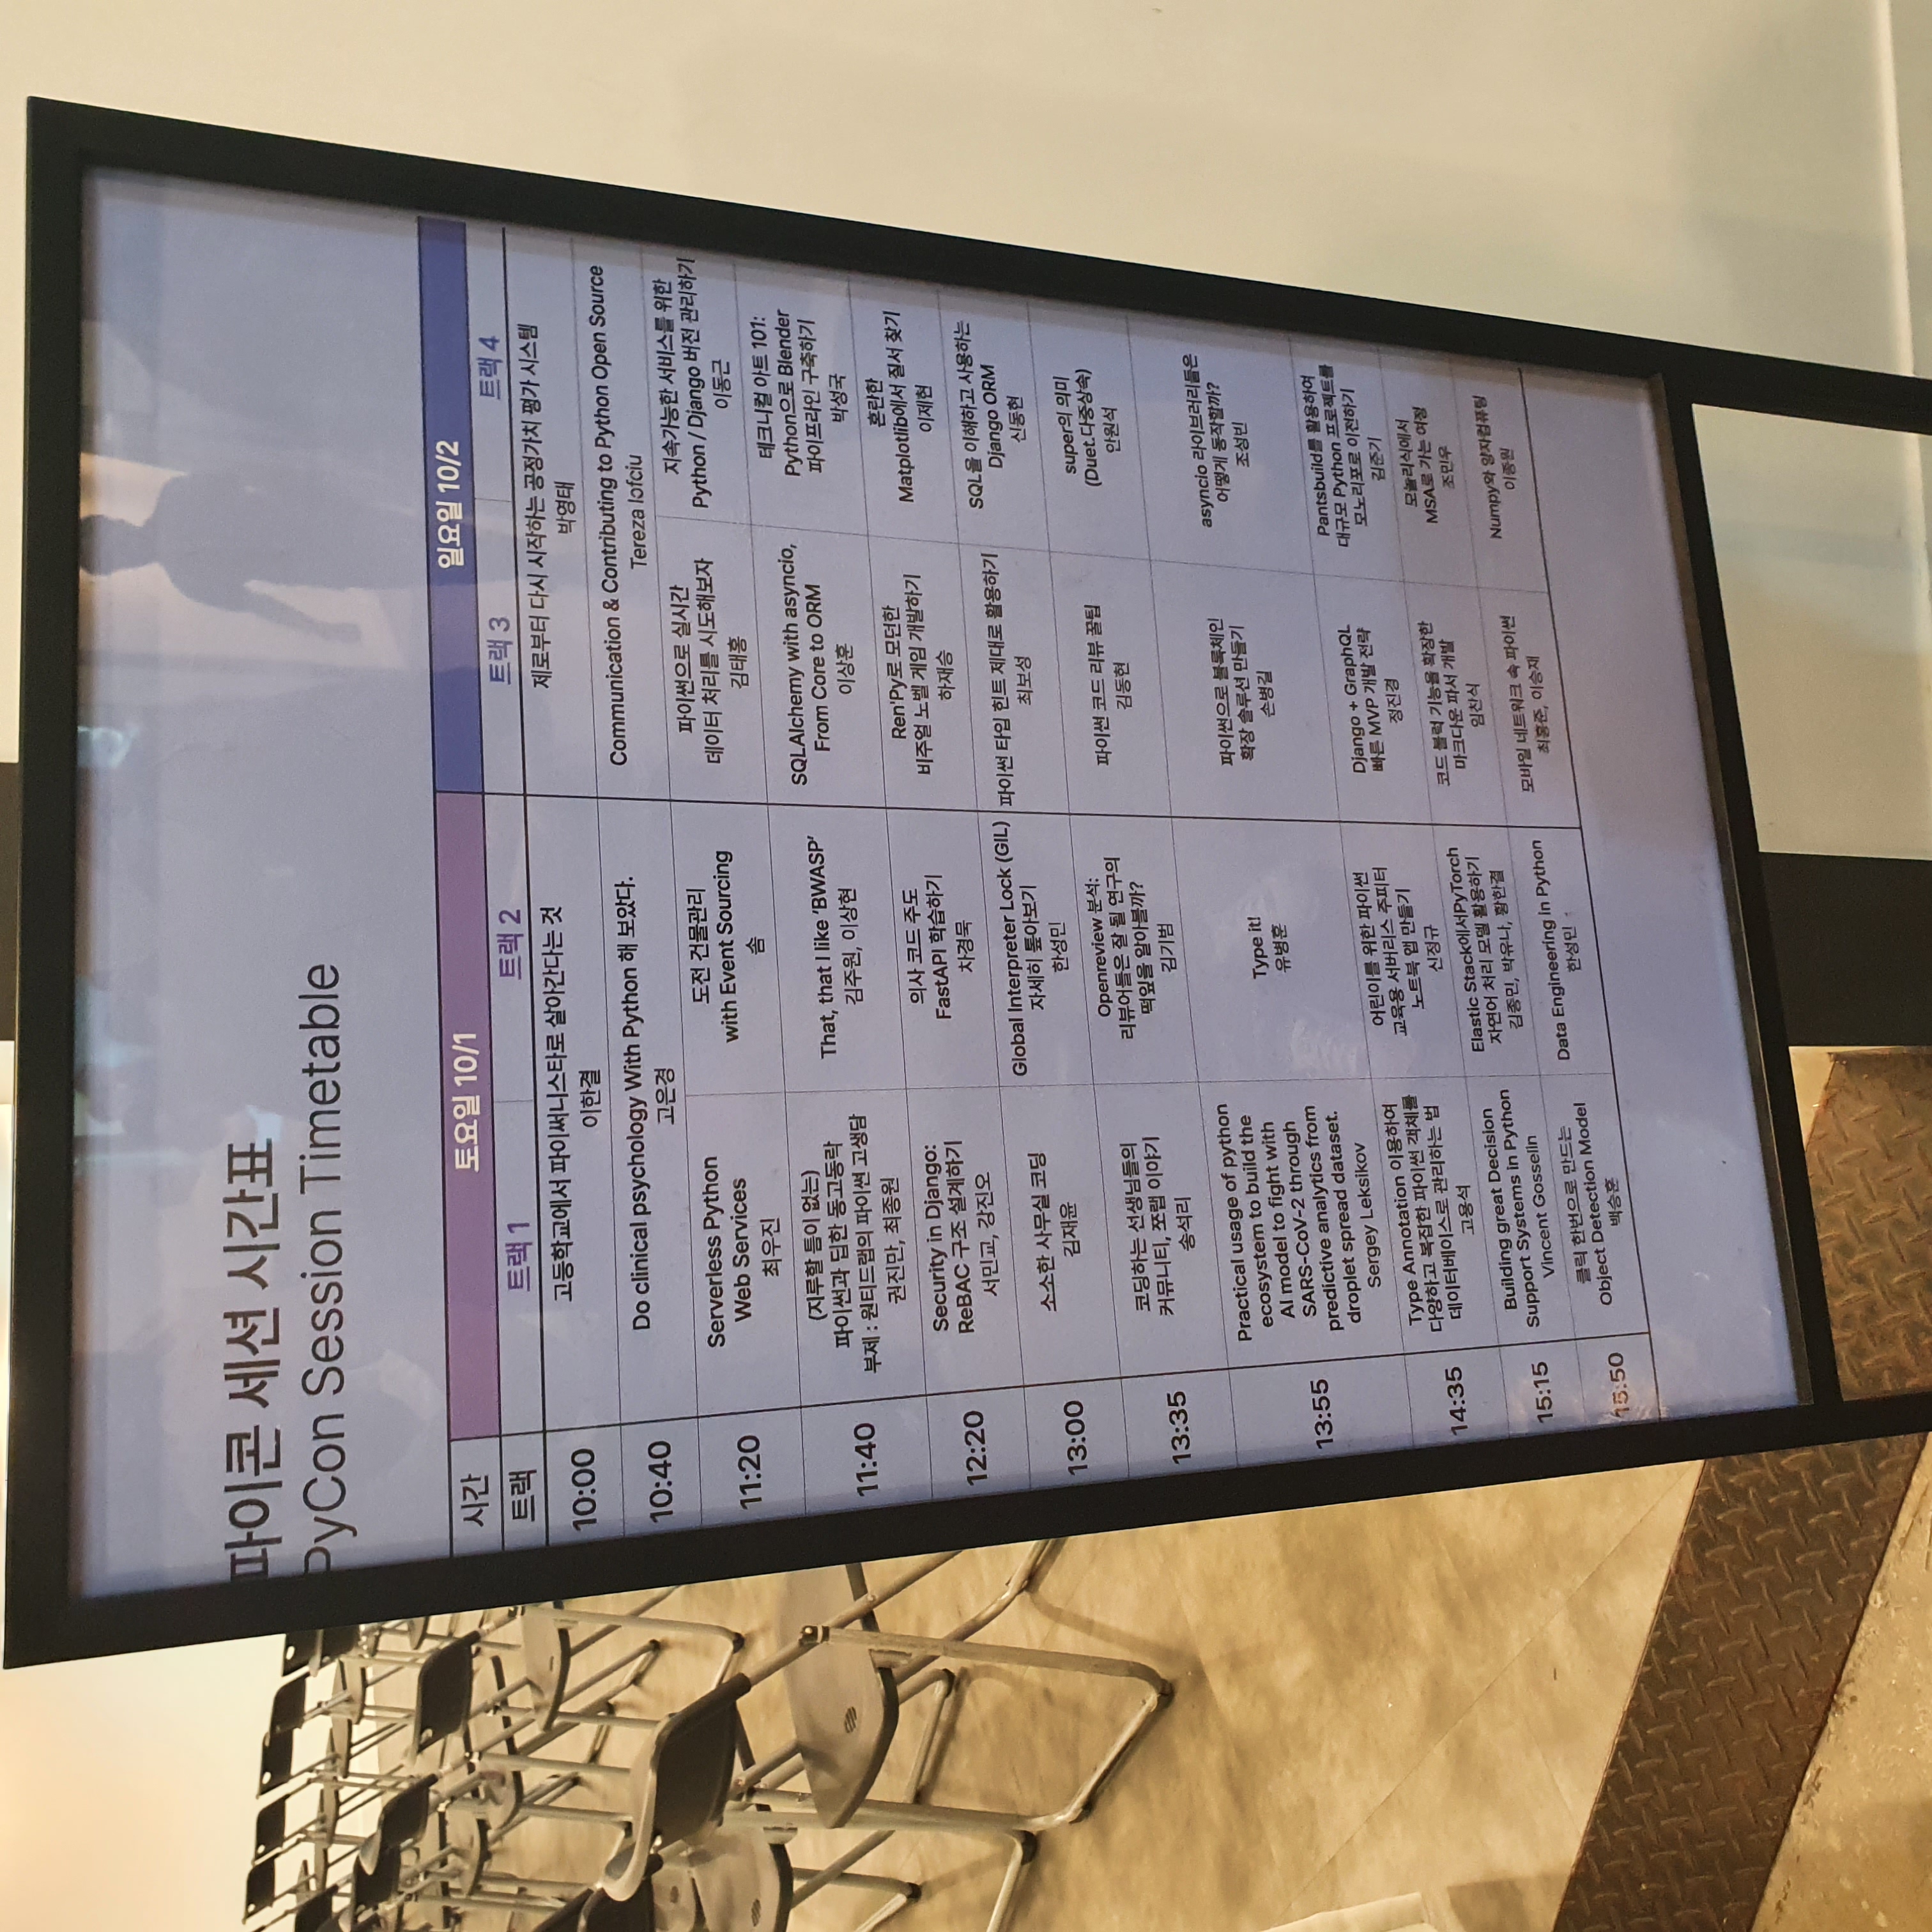 파이콘 세션 시간표
PyCon Session Timetable
시간
토요일 10/1
일요일 10/2
트랙
트랙 1
트랙 2
트랙 3
트랙 4
10:00
고등학교에서 파이써니스타로 살아간다는 것
이한결
제로부터 다시 시작하는 공정가치 평가 시스템
박영태
10:40
Do clinical psychology With Python 해 보았다.
고은경
Communication & Contributing to Python Open Source
Tereza Iofciu
11:20
Serverless Python
Web Services
최우진
도전 건물관리
with Event Sourcing
솜
파이썬으로 실시간
데이터 처리를 시도해보자
김태홍
지속가능한 서비스를 위한
Python / Django 버전 관리하기
이동근
11:40
(지루할 틈이 없는)
파이썬과 딥한 동고동락
부제 : 원티드랩의 파이썬 고생담
권진만, 최종원
That, that I like ‘BWASP’
김주원, 이상현
SQLAlchemy with asyncio,
From Core to ORM
이상훈
테크니컬 아트 101:
Python으로 Blender
파이프라인 구축하기
박성국
12:20
Security in Django:
ReBAC 구조 설계하기
서민교, 강진오
의사 코드 주도
FastAPI 학습하기
차경묵
Ren'Py로 모던한
비주얼 노벨 게임 개발하기
하재승
혼란한
Matplotlib에서 질서 찾기
이제현
13:00
소소한 사무실 코딩
김재윤
Global Interpreter Lock (GIL)
자세히 톺아보기
한성민
파이썬 타입 힌트 제대로 활용하기
최보성
SQL을 이해하고 사용하는
Django ORM
신동현
13:35
코딩하는 선생님들의
커뮤니티, 쪼랩 이야기
송석리
Openreview 분석:
리뷰어들은 잘 될 연구의
떡잎을 알아볼까?
김기범
파이썬 코드 리뷰 꿀팁
김동현
super의 의미
(Duet.다중상속)
안원석
13:55
Practical usage of python
ecosystem to build the
AI model to fight with
SARS-CoV-2 through
predictive analytics from
droplet spread dataset.
Sergey Leksikov
Type it!
유병훈
파이썬으로 블록체인
확장 솔루션 만들기
손병길
asyncio 라이브러리들은
어떻게 동작할까?
조성빈
14:35
Type Annotation 이용하여
다양하고 복잡한 파이썬 객체를
데이터베이스로 관리하는 법
고용석
어린이를 위한 파이썬
교육용 서버리스 주피터
노트북 앱 만들기
신정규
Django + GraphQL
빠른 MVP 개발 전략
정진경
Pantsbuild를 활용하여
대규모 Python 프로젝트를
모노리포로 이전하기
김준기
15:15
Building great Decision
Support Systems in Python
Vincent Gosselin
Elastic Stack에서PyTorch
자연어 처리 모델 활용하기
김종민, 박유나, 황한결
코드 블럭 기능을 확장한
마크다운 파서 개발
임찬식
모놀리식에서
MSA로 가는 여정
조민우
15:50
클릭 한번으로 만드는
Object Detection Model
백승훈
Data Engineering in Python
한성민
모바일 네트워크 속 파이썬
최홍준, 이승재
Numpy와 양자컴퓨팅
이종원